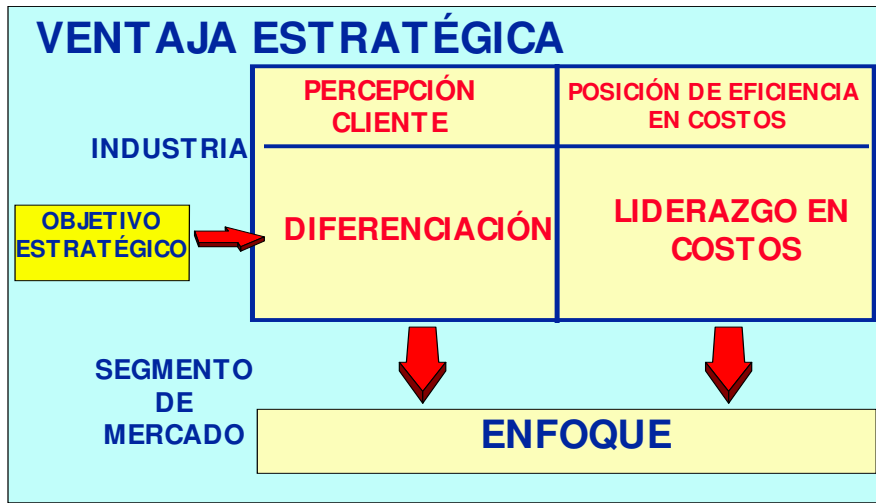 VENTAJA ESTRATÉGICA
PERCEPCIÓN
CLIENTE
POSICIÓN DE EFICIENCIA
EN COSTOS
INDUSTRIA
OBJETIVO
ESTRATÉGICO
DIFERENCIACIÓN
LIDERAZGO EN
COSTOS
SEGMENTO
DE
MERCADO
ENFOQUE